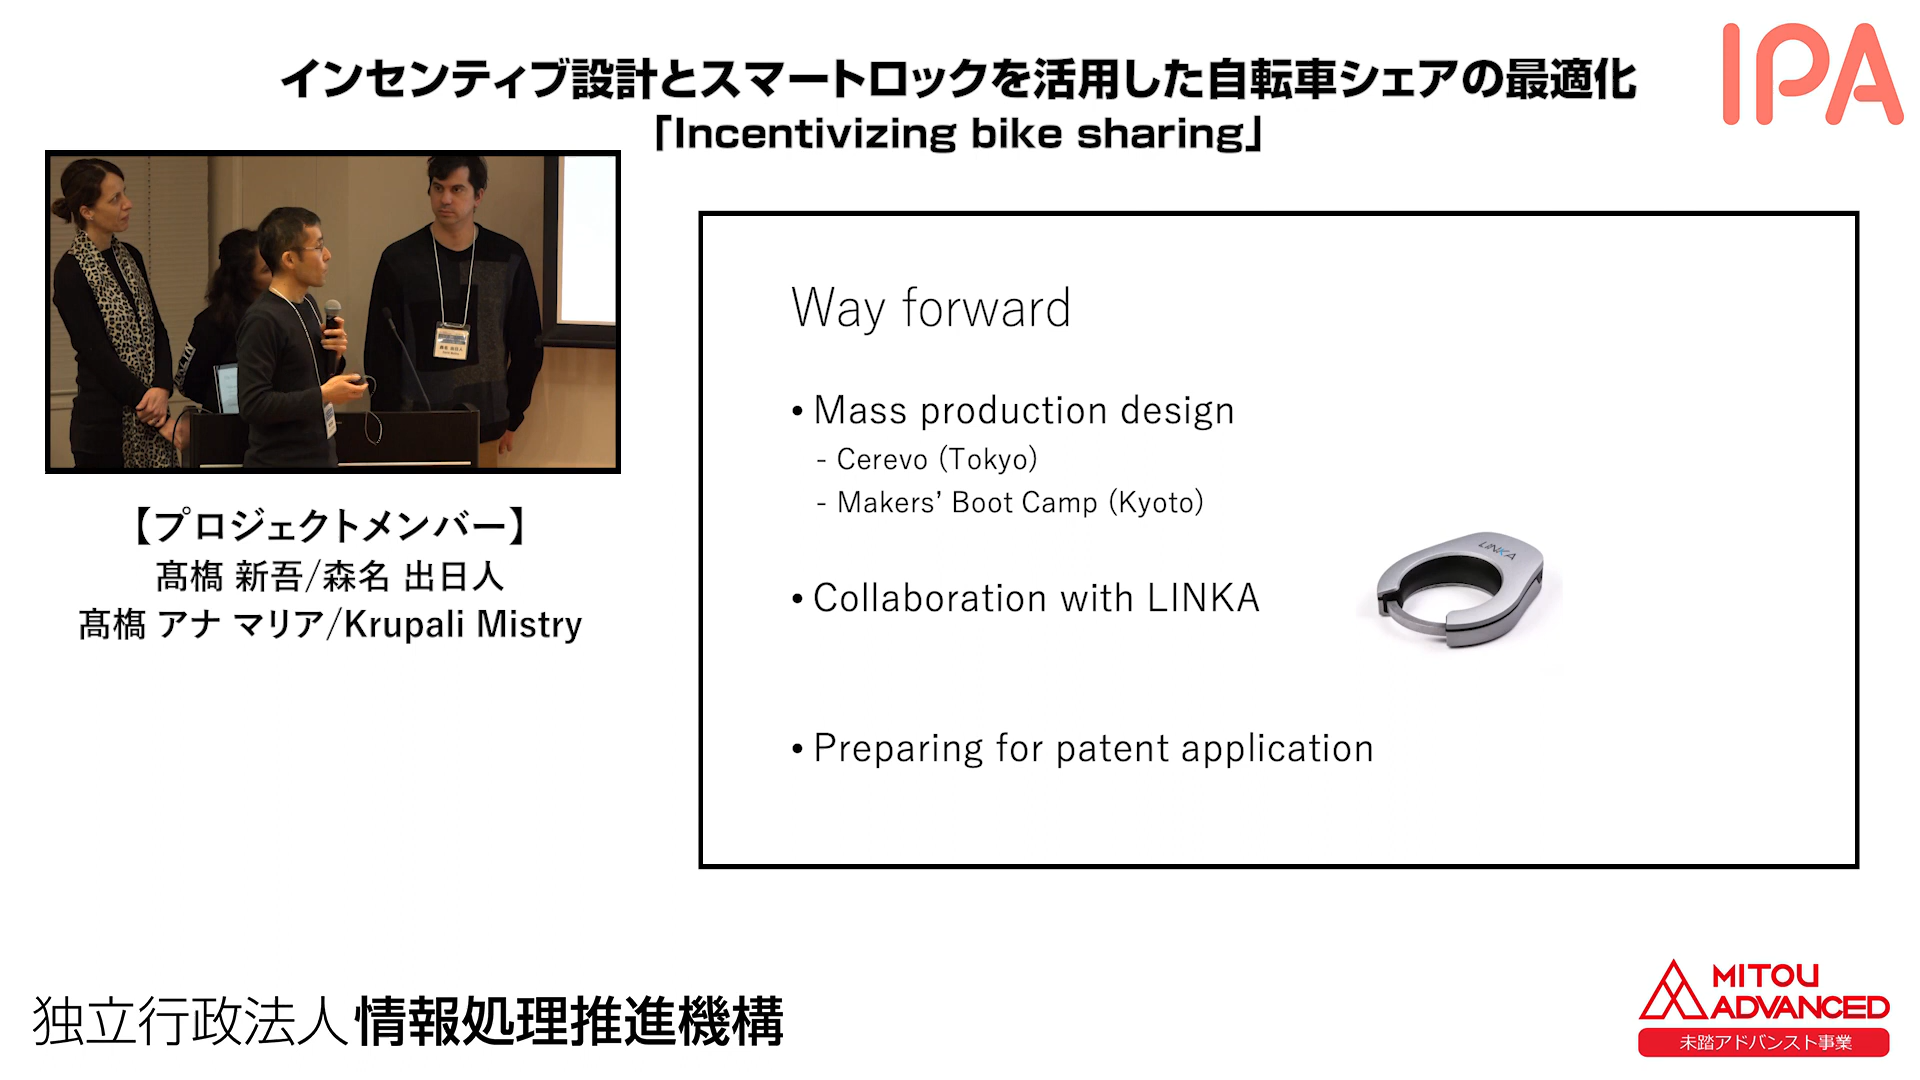 インセンティブ設計とスマートロックを活用した自転車シェアの最適化
「Incentivizing bike sharing」
IPA
【プロジェクトメンバー】
髙橋 新吾/森名 出日人
髙橋 アナ マリア/Krupali Mistry
Way forward
• Mass production design
- Cerevo (Tokyo)
- Makers’ Boot Camp (Kyoto)
• Collaboration with LINKA
LINKA
• Preparing for patent application
独立行政法人情報処理推進機構
MITOU
ADVANCED
未踏アドバンスト事業